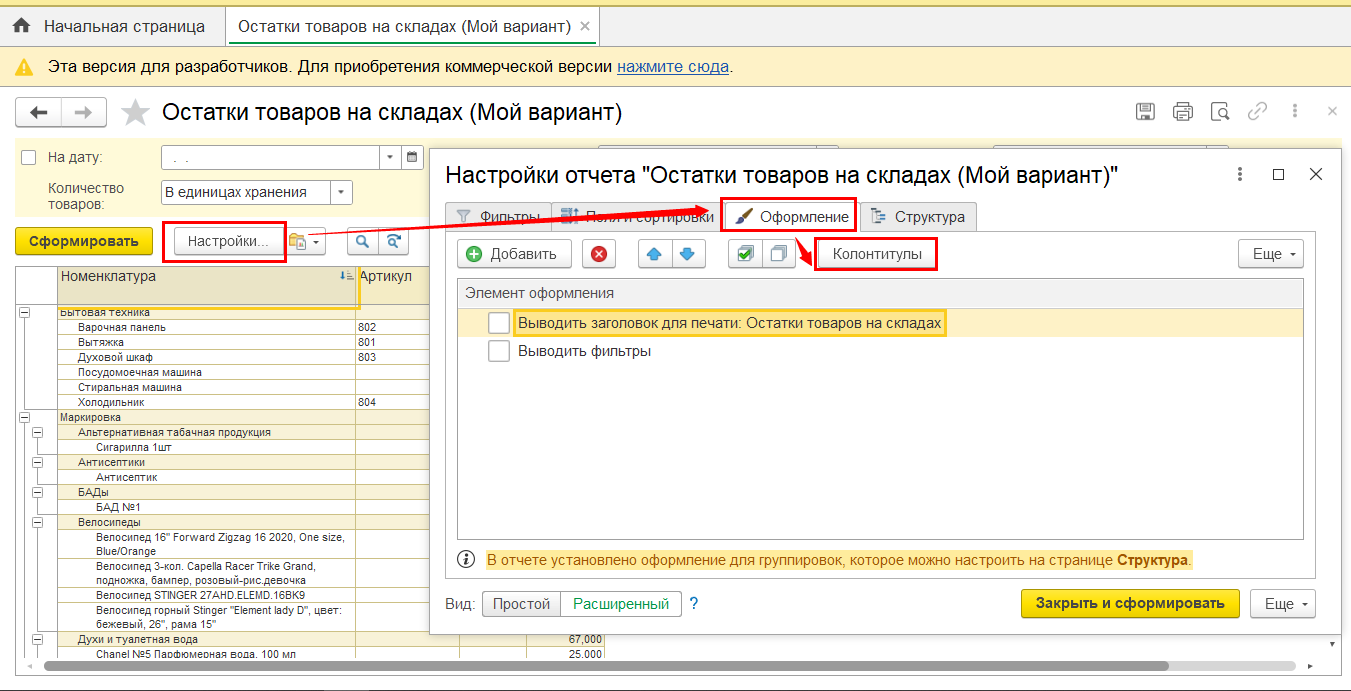 Начальная страница
Остатки товаров на складах (Мой вариант)
Эта версия для разработчиков. Для приобретения коммерческой версии нажмите сюда.
Остатки товаров на складах (Мой вариант)
На дату:
Количество товаров:
В единицах хранения
Сформировать
Настройки...
Номенклатура
Артикул
Бытовая техника
Варочная панель 802
Вытяжка 801
Духовой шкаф 803
Посудомоечная машина
Стиральная машина
Холодильник 804
Маркировка
Альтернативная табачная продукция
Сигарилла 1шт
Антисептики
Антисептик
БАДы
БАД №1
Велосипеды
Велосипед 16" Forward Zigzag 16 2020, One size,
Blue/Orange
Велосипед 3-кол. Capella Racer Trike Grand,
подножка, бампер, розовый-рис.девочка
Велосипед STINGER 27AHD.ELEMD.16BK9
Велосипед горный Stinger "Element lady D", цвет:
бежевый, 26", рама 15"
Духи и туалетная вода 67,000
Chanel №5 Парфюмерная вода, 100 мл 25,000
Настройки отчета "Остатки товаров на складах (Мой вариант)"
Фильтры
Поля и сортировки
Оформление
Структура
Добавить
Колонтитулы
Еще
Элемент оформления
Выводить заголовок для печати: Остатки товаров на складах
Выводить фильтры
В отчете установлено оформление для группировок, которое можно настроить на странице Структура.
Вид:
Простой
Расширенный
?
Закрыть и сформировать
Еще